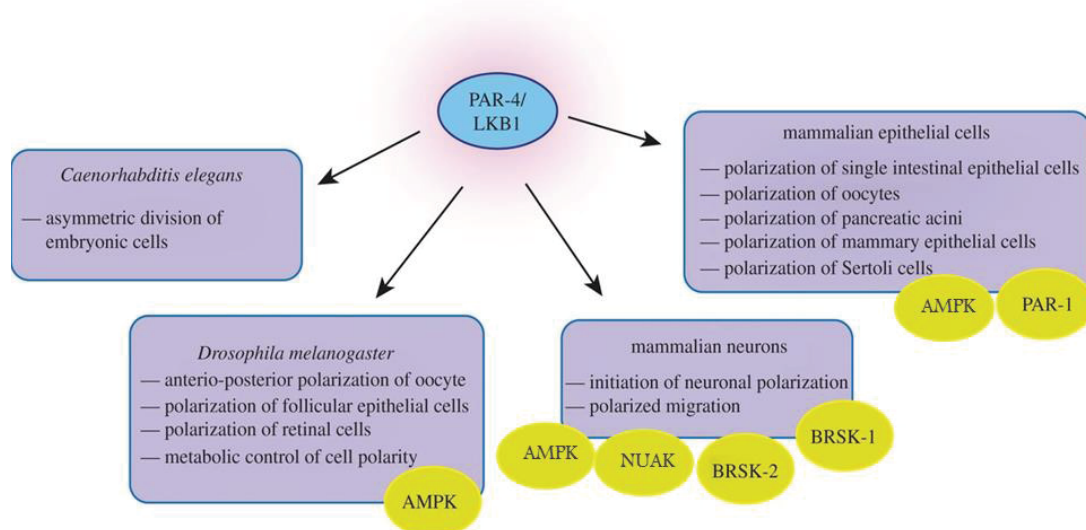 PAR-4/
LKB1
Caenorhabditis elegans
— asymmetric division of
embryonic cells
mammalian epithelial cells
— polarization of single intestinal epithelial cells
— polarization of oocytes
— polarization of pancreatic acini
— polarization of mammary epithelial cells
— polarization of Sertoli cells
AMPK
PAR-1
Drosophila melanogaster
— anterio-posterior polarization of oocyte
— polarization of follicular epithelial cells
— polarization of retinal cells
— metabolic control of cell polarity
AMPK
mammalian neurons
— initiation of neuronal polarization
— polarized migration
AMPK
NUAK
BRSK-2
BRSK-1